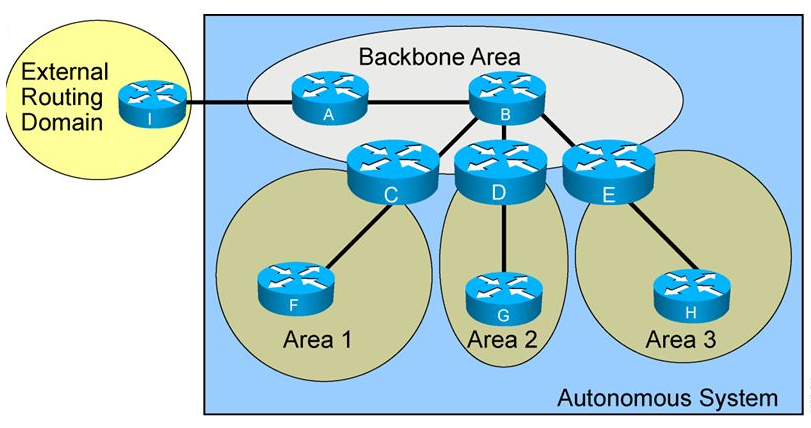 External
Routing
Domain
I
Backbone Area
A
B
C
D
E
F
G
H
Area 1
Area 2
Area 3
Autonomous System